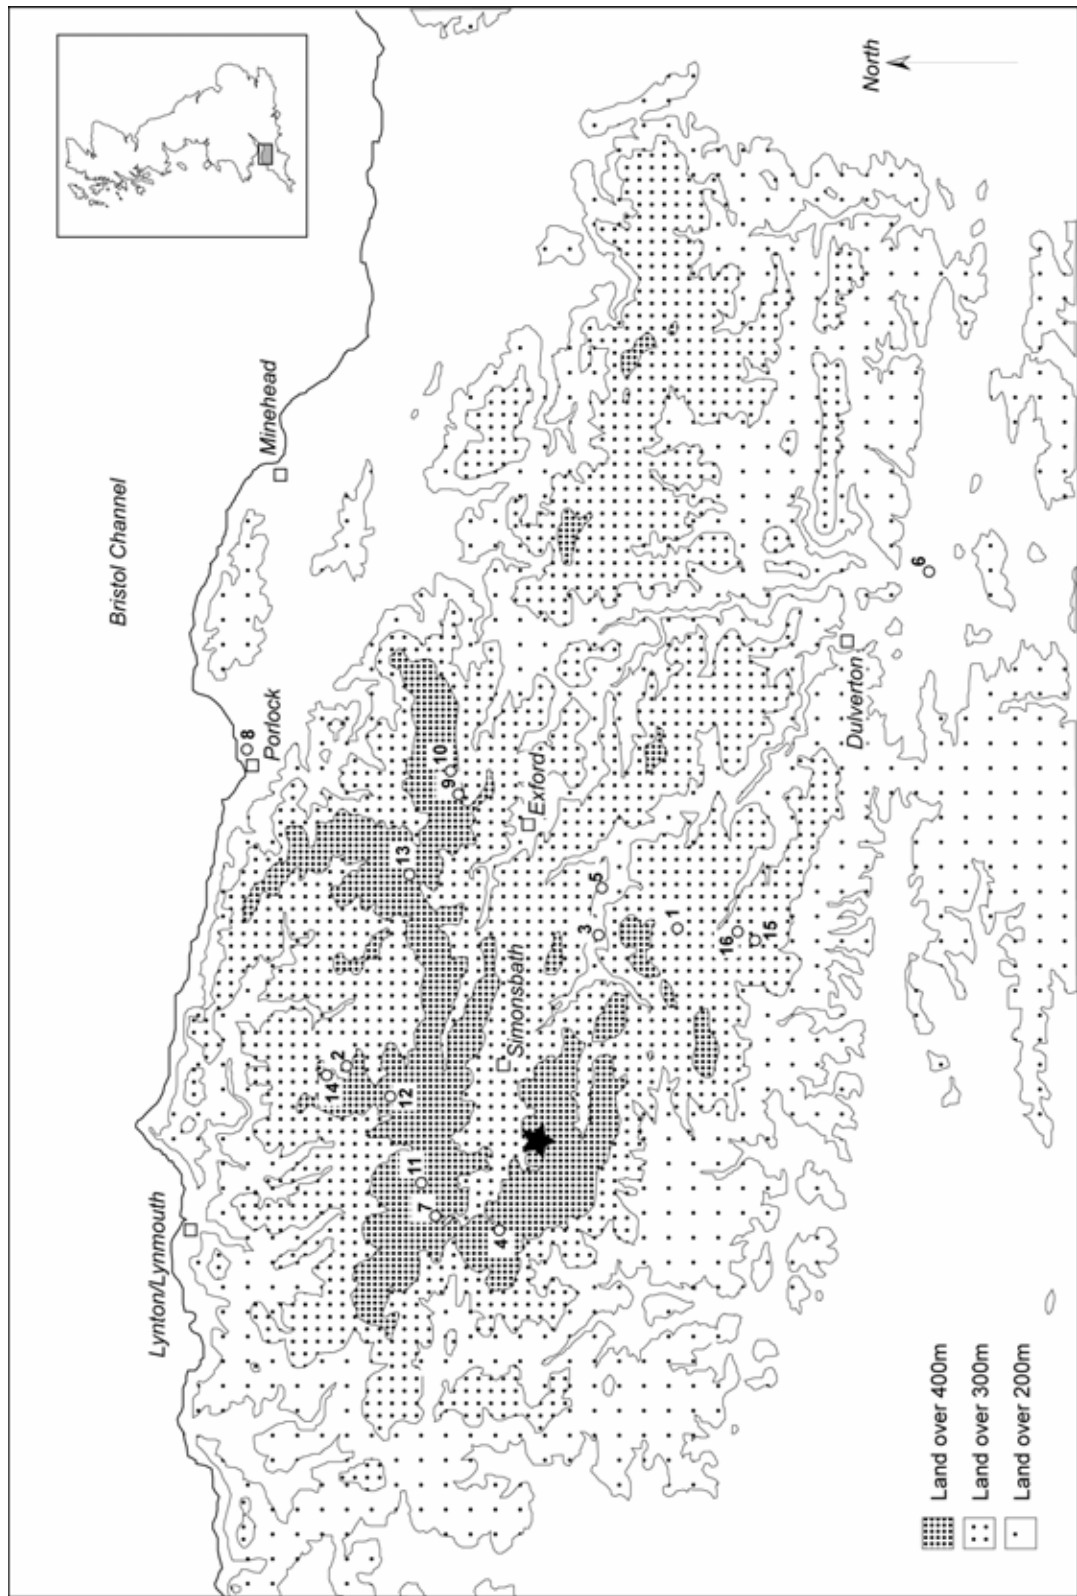 Bristol Channel
Lynton/Lynmouth
Porlock
Minehead
8
14
2
12
13
11
7
9
10
4
Simonsbath
Exford
3
5
1
16
15
Dulverton
6
North
Land over 400m
Land over 300m
Land over 200m